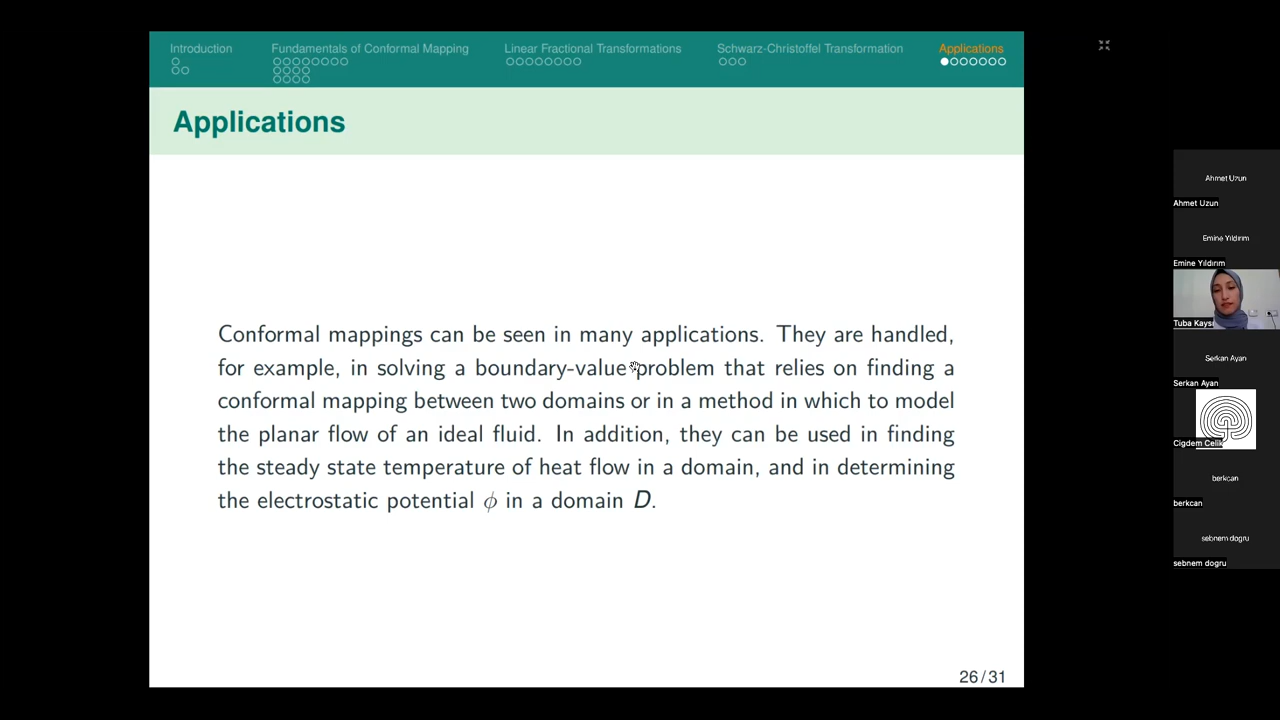 Introduction
Fundamentals of Conformal Mapping
Linear Fractional Transformations
Schwarz-Christoffel Transformation
Applications
Applications
Conformal mappings can be seen in many applications. They are handled,
for example, in solving a boundary-value problem that relies on finding a
conformal mapping between two domains or in a method in which to model
the planar flow of an ideal fluid. In addition, they can be used in finding
the steady state temperature of heat flow in a domain, and in determining
the electrostatic potential ϕ in a domain D.
26/31
Ahmet Uzun
Ahmet Uzun
Emine Yıldırım
Emine Yıldırım
Tuba Kaysı
Serkan Ayan
Serkan Ayan
Cigdem Celik
berkcan
berkcan
sebnem dogru
sebnem dogru